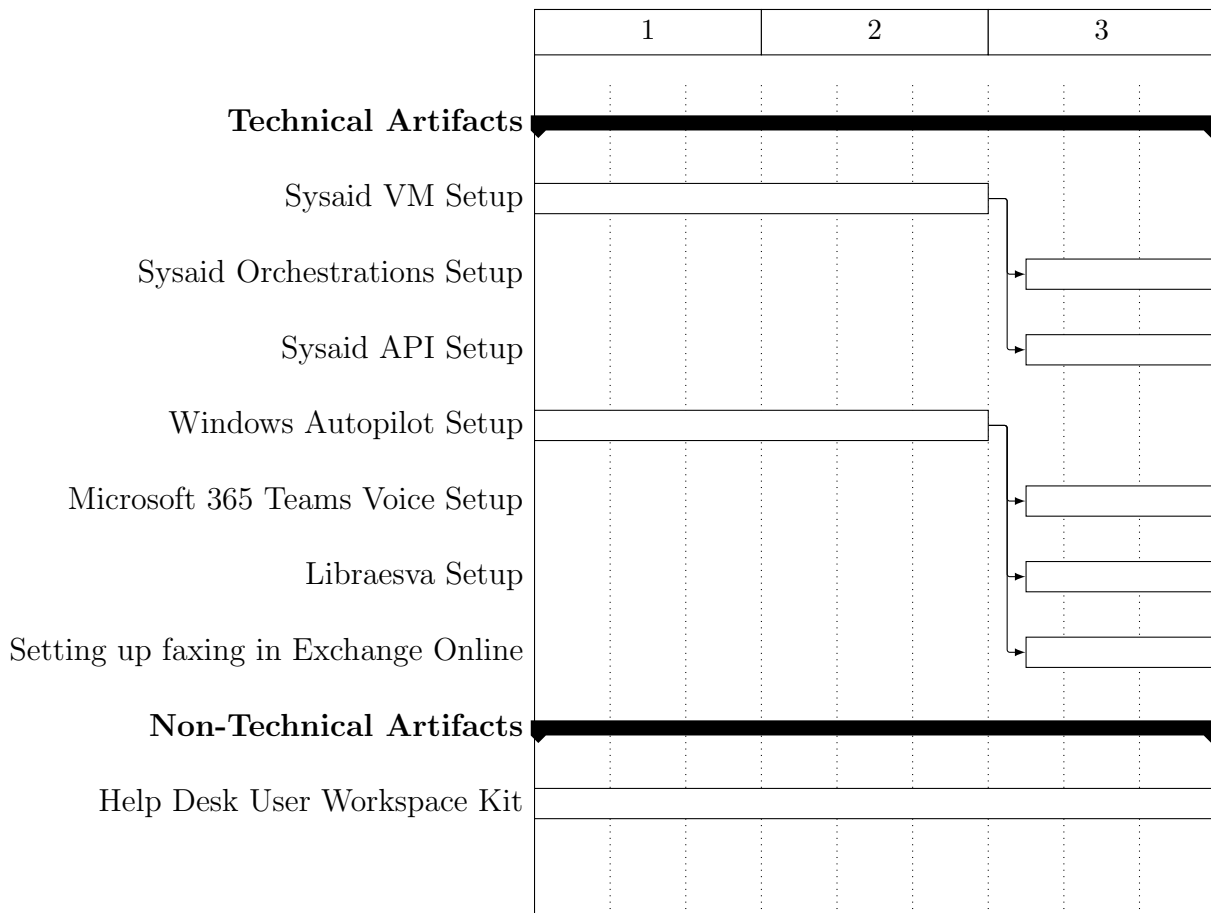 1 2 3
Technical Artifacts
Sysaid VM Setup
Sysaid Orchestrations Setup
Sysaid API Setup
Windows Autopilot Setup
Microsoft 365 Teams Voice Setup
Libraesva Setup
Setting up faxing in Exchange Online
Non-Technical Artifacts
Help Desk User Workspace Kit